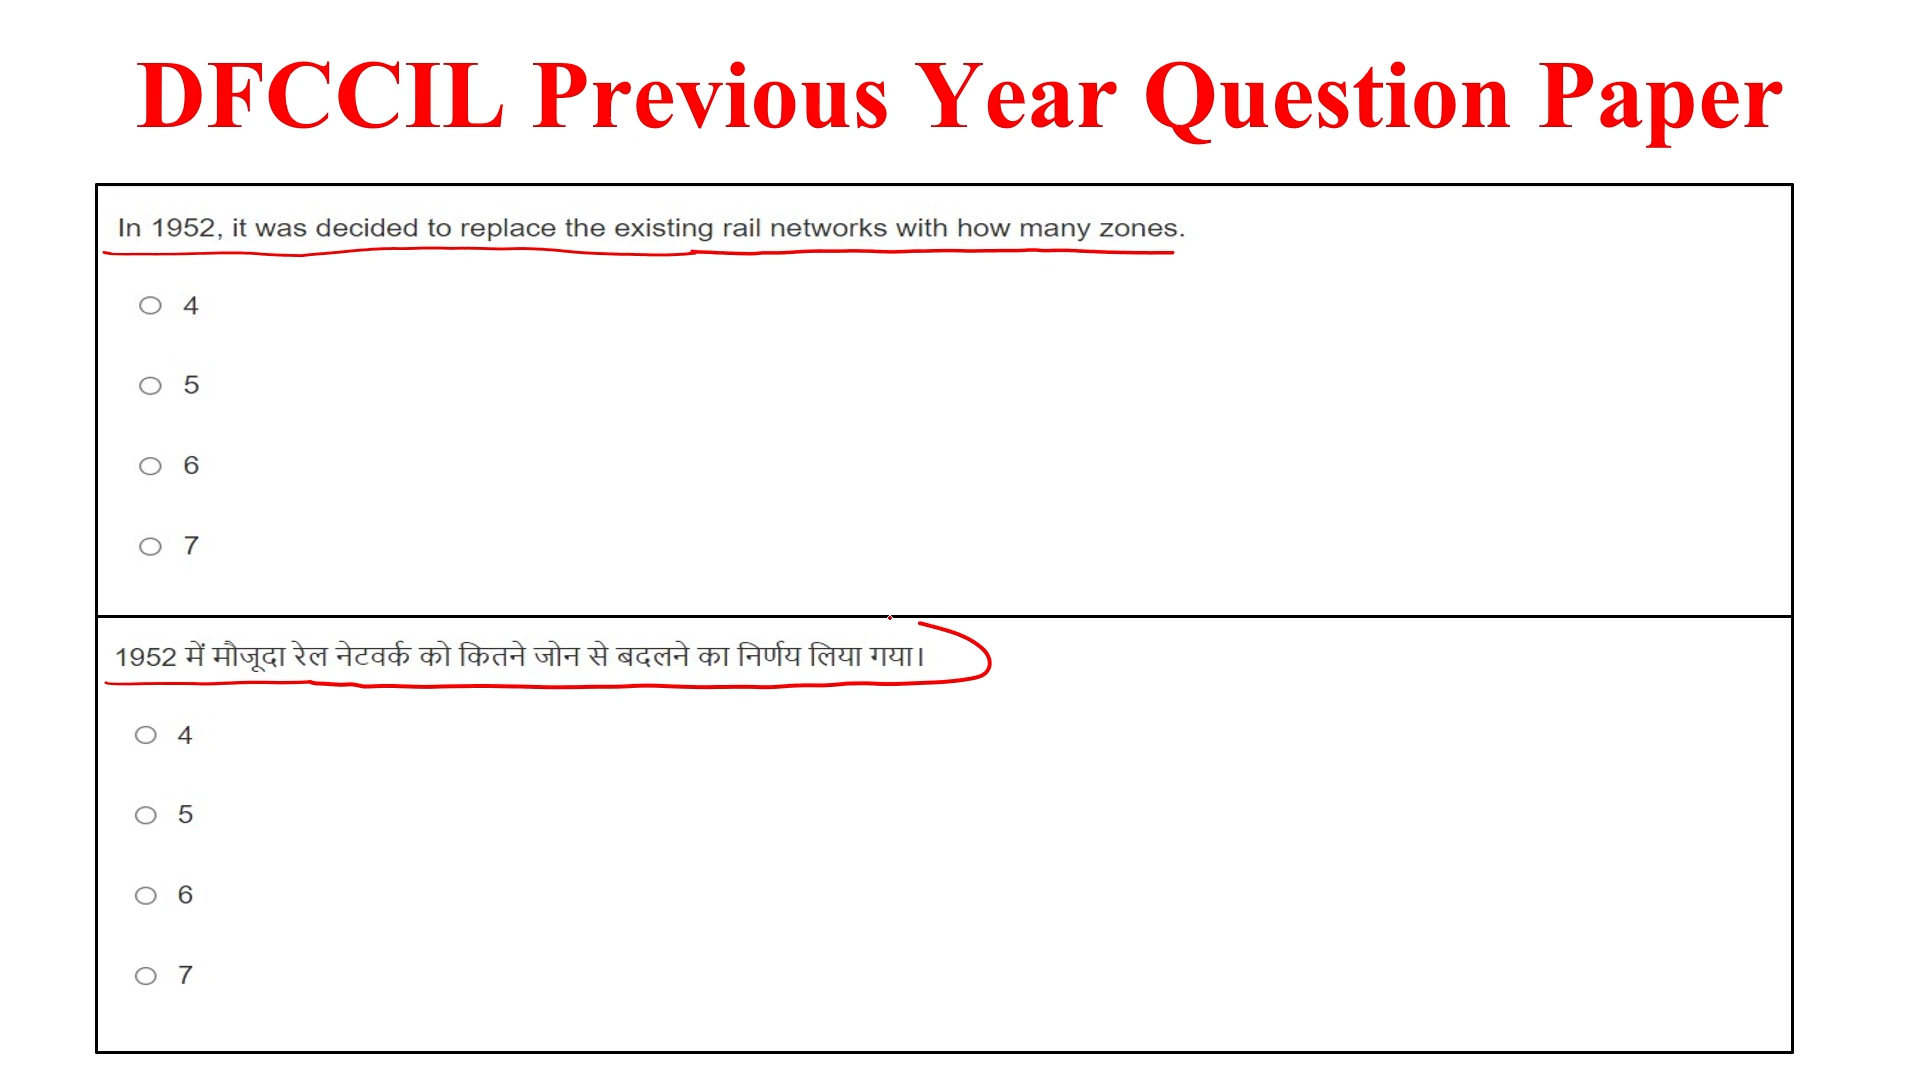 DFCCIL Previous Year Question Paper
In 1952, it was decided to replace the existing rail networks with how many zones.
4
5
6
7
1952 में मौजूदा रेल नेटवर्क को कितने जोन से बदलने का निर्णय लिया गया।
4
5
6
7